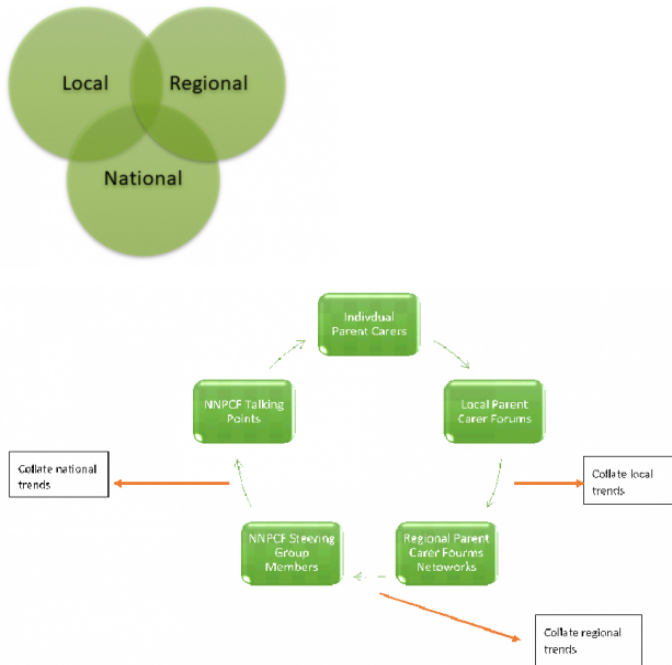 Local
Regional
National
Indivdual
Parent Carers
NNPCF Talking
Points
Local Parent
Carer Forums
Collate national
trends
Collate local
trends
NNPCF Steering
Group
Members
Regional Parent
Carer Fourms
Netoworks
Collate regional
trends